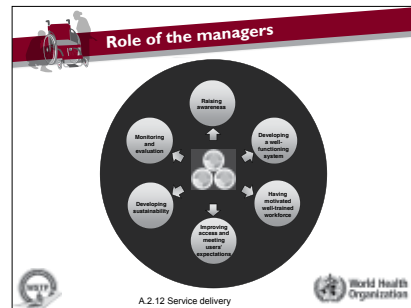 Role of the managers
Raising
awareness
Developing
a well-
functioning
system
Having
motivated
well-trained
workforce
Improving
access and
meeting
users'
expectations
Developing
sustainability
Monitoring
and
evaluation
WSTP
A.2.12 Service delivery
World Health
Organization